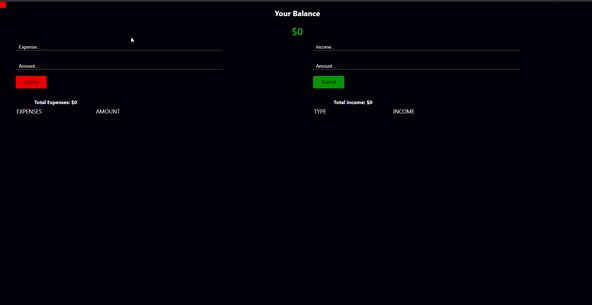 Your Balance
$0
Expense...
Amount...
Submit
Total Expenses: $0
EXPENSES AMOUNT
Income...
Amount...
Submit
Total Income: $0
TYPE INCOME